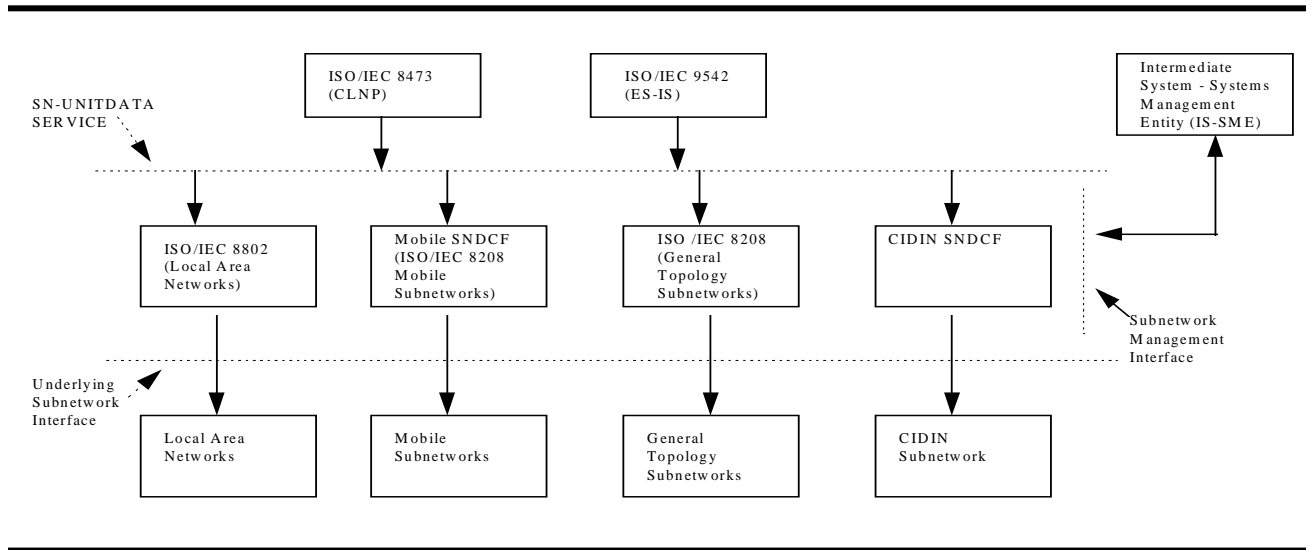 ISO/IEC 8473
(CLNP)
ISO/IEC 9542
(ES-IS)
Intermediate
System - Systems
Management
Entity (IS-SME)
SN-UNITDATA
SERVICE
ISO/IEC 8802
(Local Area
Networks)
Mobile SNDCF
(ISO/IEC 8208
Mobile
Subnetworks)
ISO /IEC 8208
(General
Topology
Subnetworks)
CIDIN SNDCF
Subnetwork
Management
Interface
Underlying
Subnetwork
Interface
Local Area
Networks
Mobile
Subnetworks
General
Topology
Subnetworks
CIDIN
Subnetwork